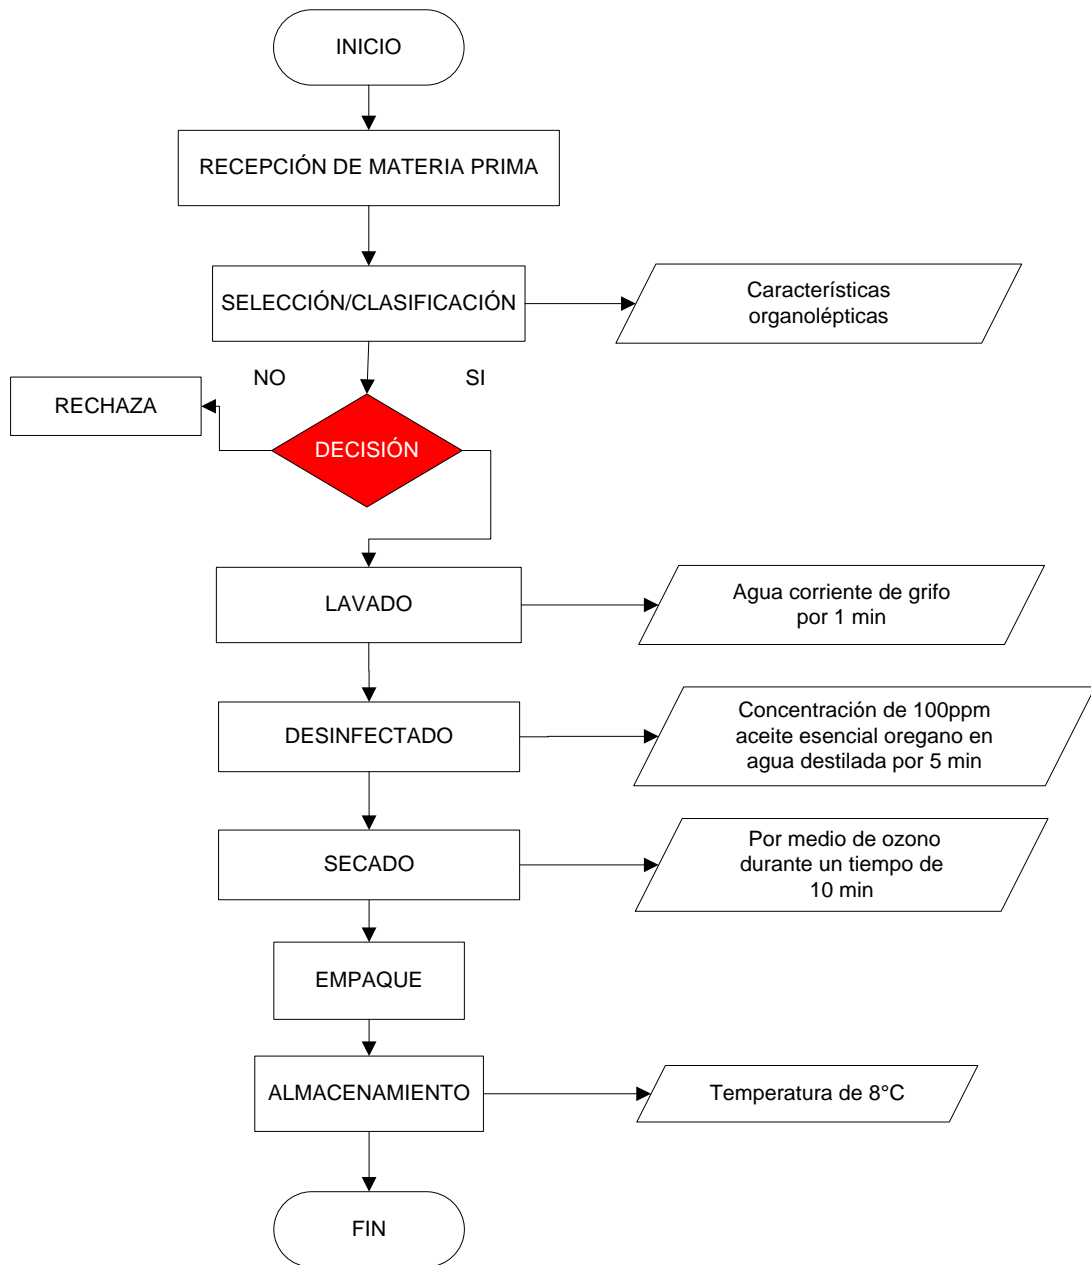 INICIO
RECEPCIÓN DE MATERIA PRIMA
SELECCIÓN/CLASIFICACIÓN
Características
organolépticas
NO
SI
RECHAZA
DECISIÓN
LAVADO
Agua corriente de grifo
por 1 min
DESINFECTADO
Concentración de 100ppm
aceite esencial oregano en
agua destilada por 5 min
SECADO
Por medio de ozono
durante un tiempo de
10 min
EMPAQUE
ALMACENAMIENTO
Temperatura de 8°C
FIN